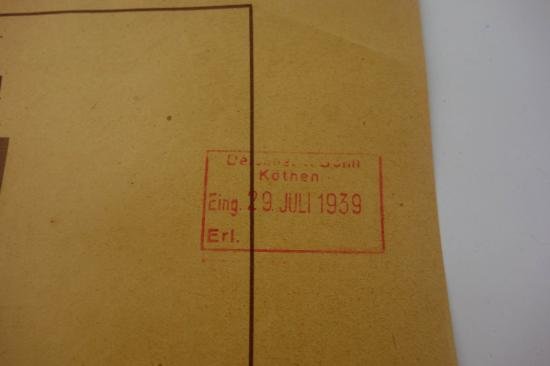 Köthen
Eing. 29. JULI 1939
Erl.